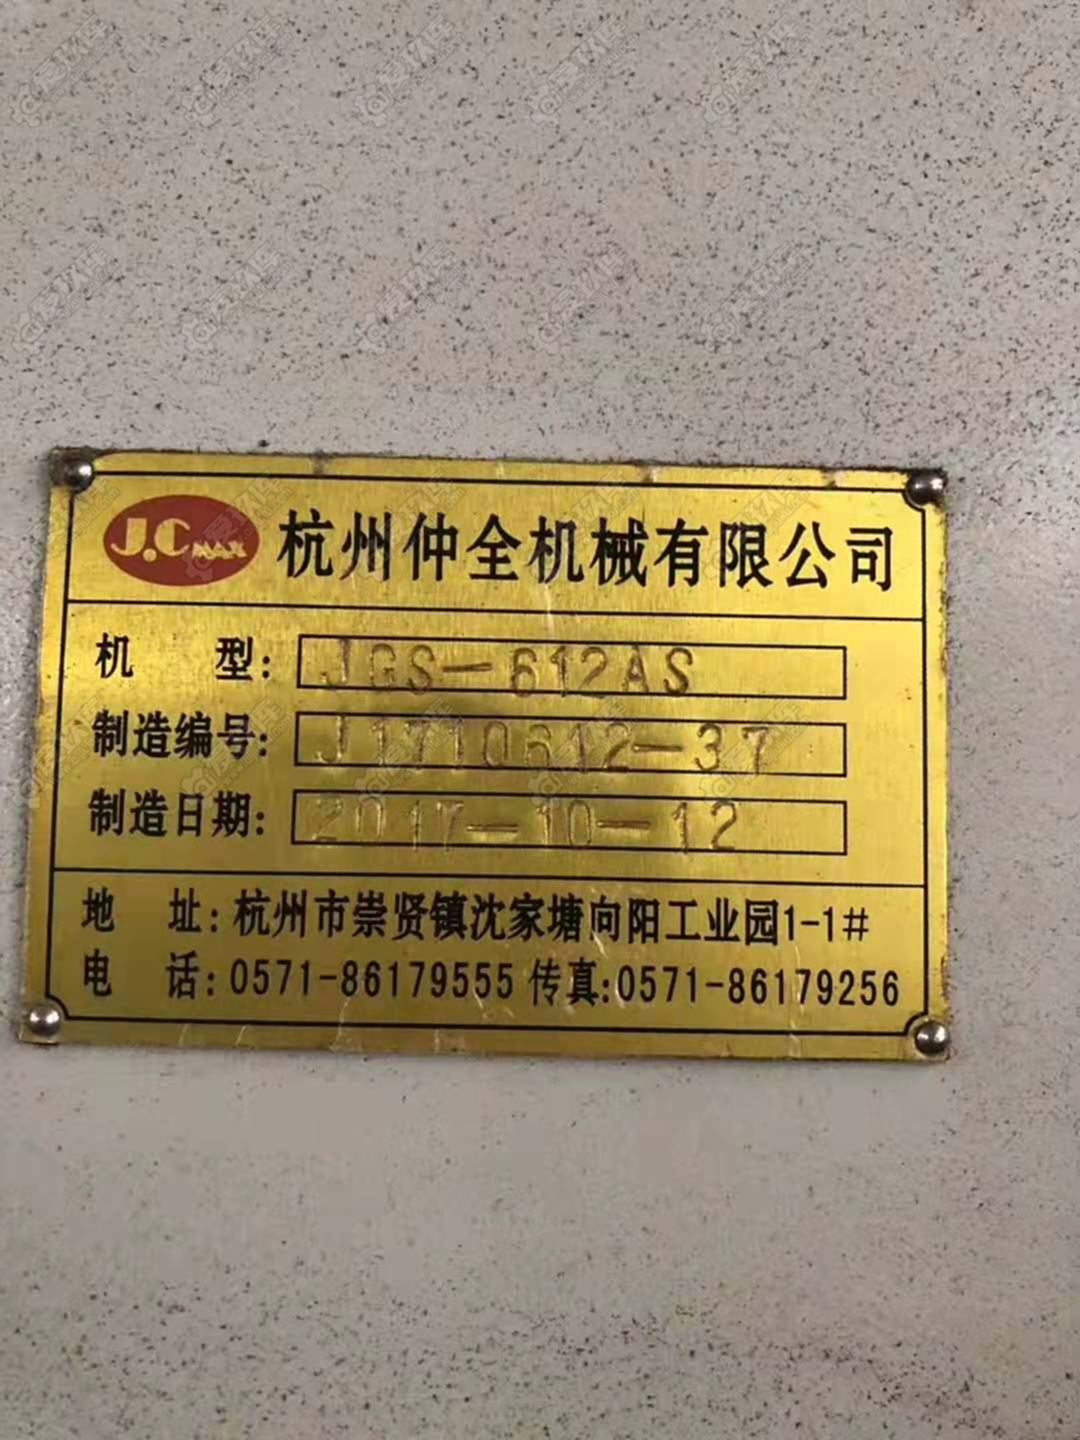 J.C MAX 杭州仲全机械有限公司
机 型: JGS-612AS
制造编号: J1710612-37
制造日期: 2017-10-12
地 址: 杭州市崇贤镇沈家塘向阳工业园1-1#
电 话: 0571-86179555 传真:0571-86179256